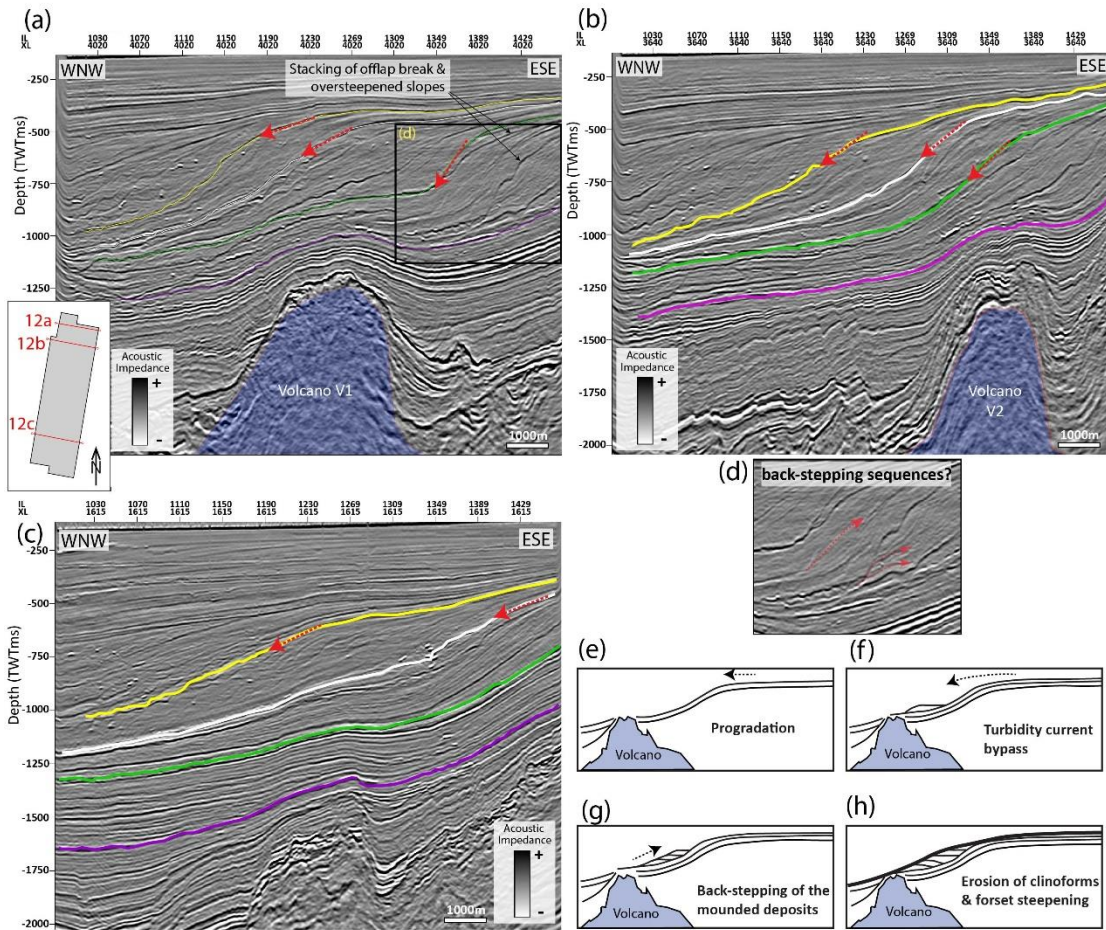 (a)
IL 1030 1070 1110 1150 1190 1230 1269 1309 1349 1389 1429
XL 4020 4020 4020 4020 4020 4020 4020 4020 4020 4020 4020
WNW
ESE
Stacking of offlap break &
oversteepened slopes
(d)
Depth (TWTms)
-250
-500
-750
-1000
-1250
Volcano V1
Acoustic
Impedance
+
-
1000m
12a
12b
12c
N
(b)
IL 1030 1070 1110 1150 1190 1230 1269 1309 1349 1389 1429
XL 3640 3640 3640 3640 3640 3640 3640 3640 3640 3640 3640
WNW
ESE
Depth (TWTms)
-250
-500
-750
-1000
-1250
-1500
-1750
-2000
Volcano
V2
Acoustic
Impedance
+
-
1000m
(c)
1030 1070 1110 1150 1190 1230 1269 1309 1349 1389 1429
1615 1615 1615 1615 1615 1615 1615 1615 1615 1615 1615
IL
XL
WNW
ESE
Depth (TWTms)
-250
-500
-750
-1000
-1250
-1500
-1750
-2000
Acoustic
Impedance
+
-
1000m
(d)
back-stepping sequences?
(e)
Progradation
Volcano
(f)
Turbidity current
bypass
Volcano
(g)
Back-stepping of the
mounded deposits
Volcano
(h)
Erosion of clinoforms
& forset steepening
Volcano